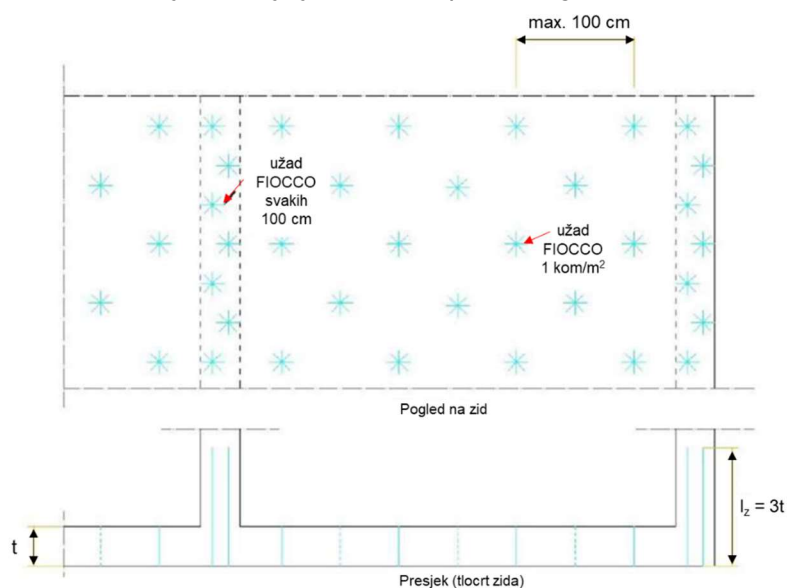 max. 100 cm
užad
FIOCCO
svakih
100 cm
užad
FIOCCO
1 kom/m²
Pogled na zid
t
l_z = 3t
Presjek (tlocrt zida)